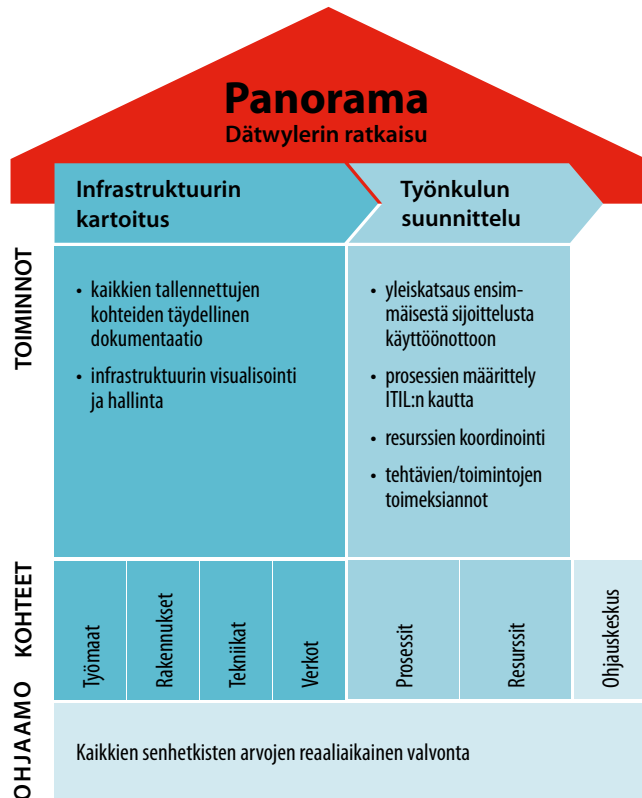 Panorama
Dätwylerin ratkaisu
Infrastruktuurin
kartoitus
Työnkulun
suunnittelu
TOIMINNOT
• kaikkien tallennettujen
kohteiden täydellinen
dokumentaatio
• infrastruktuurin visualisointi
ja hallinta
• yleiskatsaus ensim-
mäisestä sijoittelusta
käyttöönottoon
• prosessien määrittely
ITIL:n kautta
• resurssien koordinointi
• tehtävien/toimintojen
toimeksiannot
KOHTEET
Työmaat
Rakennukset
Tekniikat
Verkot
Prosessit
Resurssit
Ohjauskeskus
OHJAAMO
Kaikkien senhetkisten arvojen reaaliaikainen valvonta